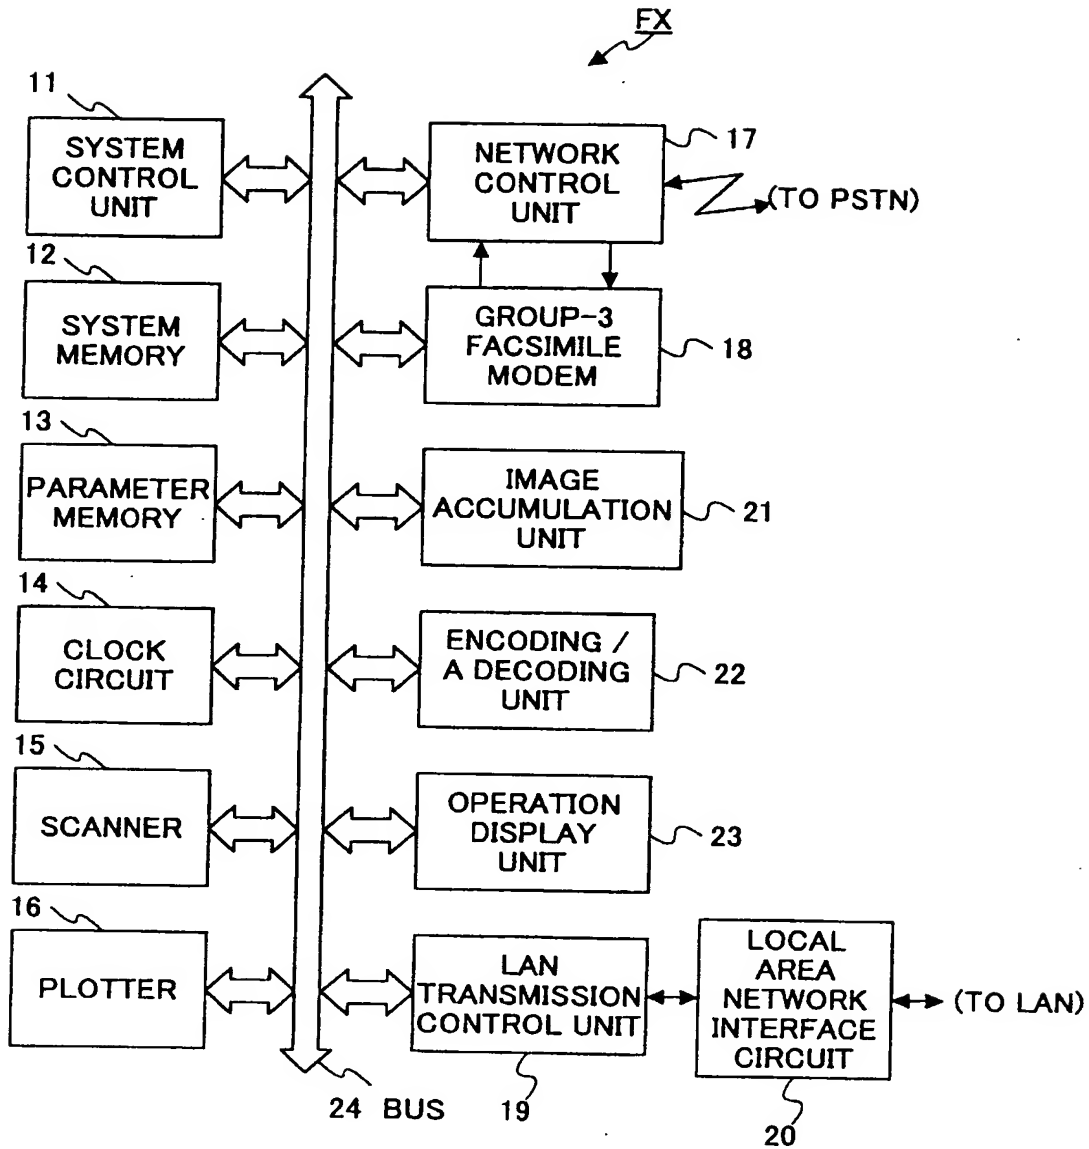 FX
11
SYSTEM
CONTROL
UNIT
17
NETWORK
CONTROL
UNIT
(TO PSTN)
12
SYSTEM
MEMORY
GROUP-3
FACSIMILE
MODEM
18
13
PARAMETER
MEMORY
IMAGE
ACCUMULATION
UNIT
21
14
CLOCK
CIRCUIT
ENCODING /
A DECODING
UNIT
22
15
SCANNER
OPERATION
DISPLAY
UNIT
23
16
PLOTTER
LAN
TRANSMISSION
CONTROL UNIT
LOCAL
AREA
NETWORK
INTERFACE
CIRCUIT
(TO LAN)
24 BUS
19
20